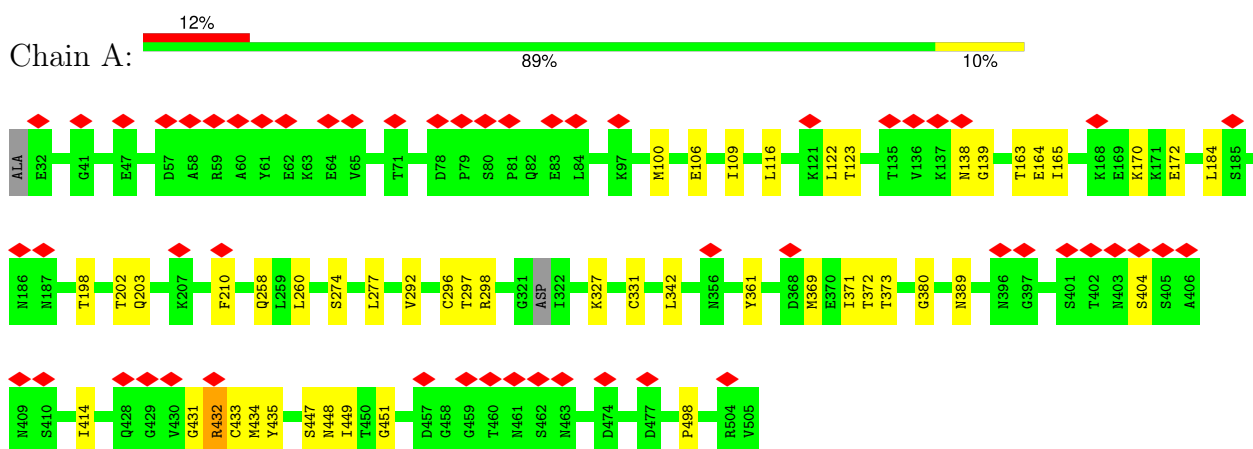 12%
Chain A:
89% 10%
ALA E32 G41 E47 D57 A58 R59 A60 Y61 E62 K63 E64 V65 T71 D78 P79 S80 P81 Q82 E83 L84 K97 M100 E106 I109 L116 K121 L122 T123 T135 V136 K137 N138 G139 T163 E164 I165 K168 E169 K170 K171 E172 L184 S185
N186 N187 T198 T202 Q203 K207 F210 Q258 L259 L260 S274 L277 V292 C296 T297 R298 G321 ASP I322 K327 C331 L342 N356 Y361 D368 M369 E370 I371 T372 T373 G380 N389 N396 G397 S401 T402 N403 S404 S405 A406
N409 S410 I414 Q428 G429 V430 G431 R432 C433 M434 Y435 S447 N448 I449 T450 G451 D457 G458 G459 T460 N461 S462 N463 D474 D477 P498 R504 V505